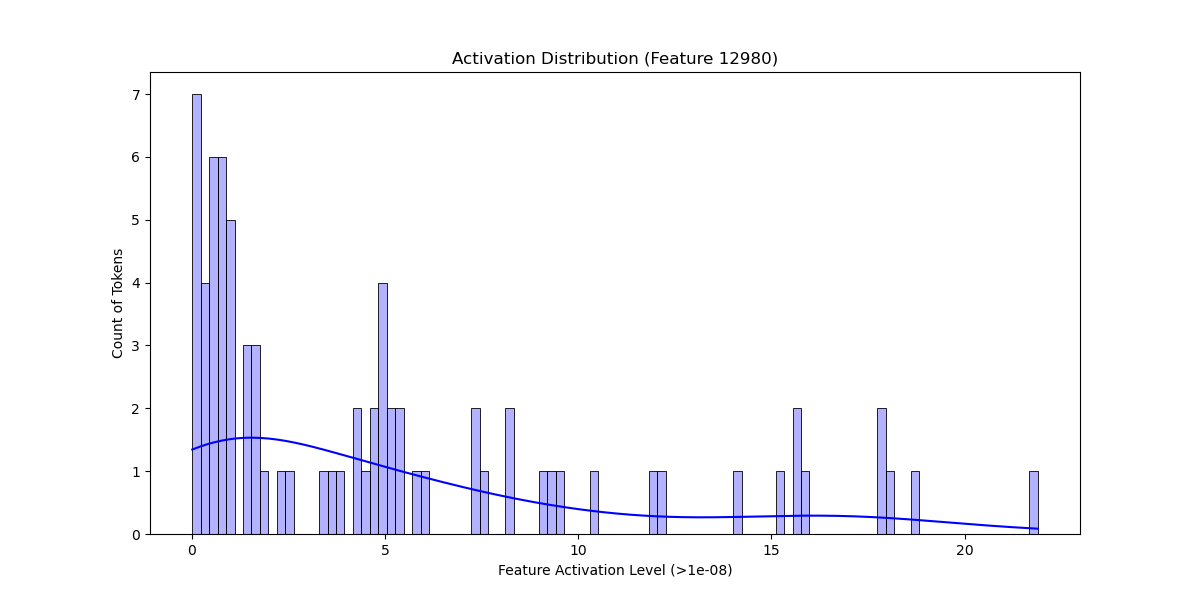 Activation Distribution (Feature 12980)
Count of Tokens
7
6
5
4
3
2
1
0
0 5 10 15 20
Feature Activation Level (>1e-08)